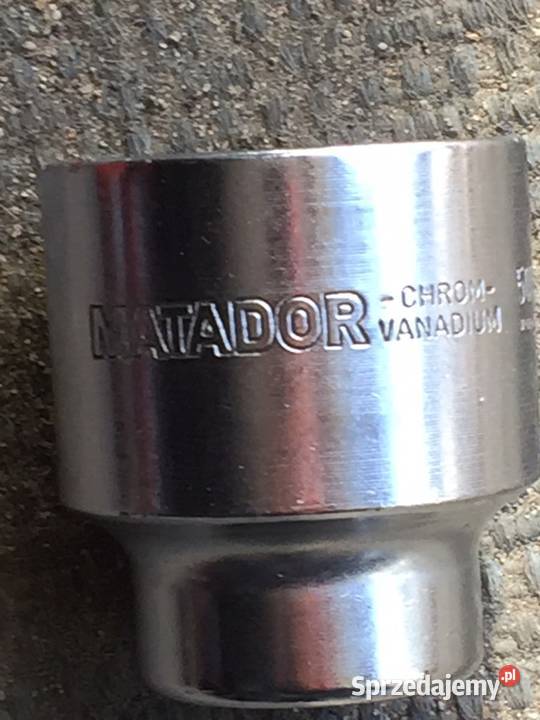 MATADOR
- CHROM-
VANADIUM
Sprzedajemy.pl